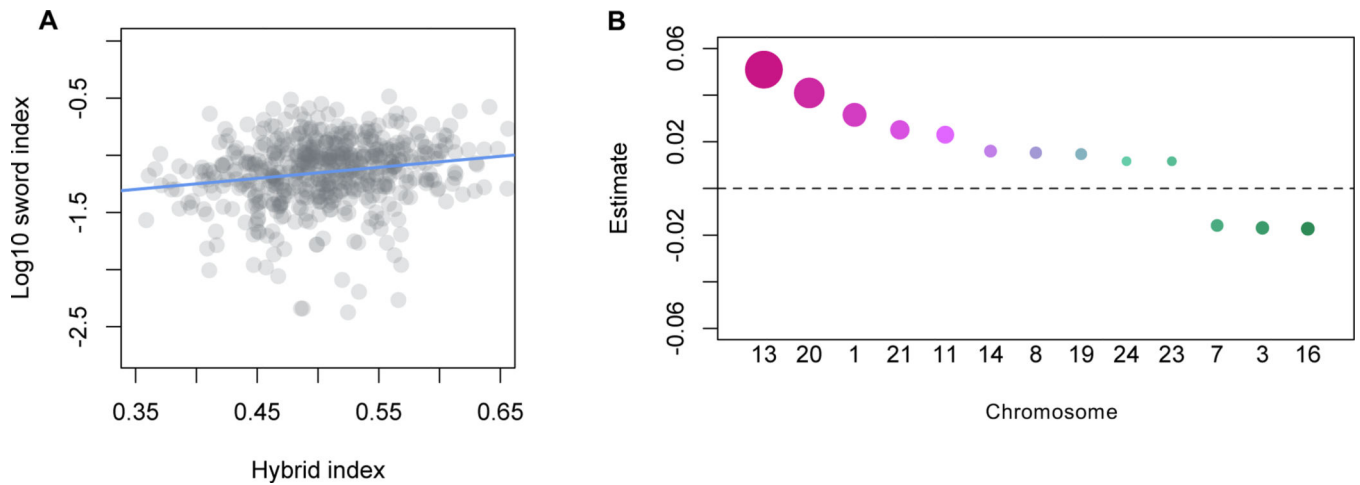 A
Log10 sword index
-0.5
-1.5
-2.5
0.35 0.45 0.55 0.65
Hybrid index
B
Estimate
0.06
0.02
-0.02
-0.06
13 20 1 21 11 14 8 19 24 23 7 3 16
Chromosome